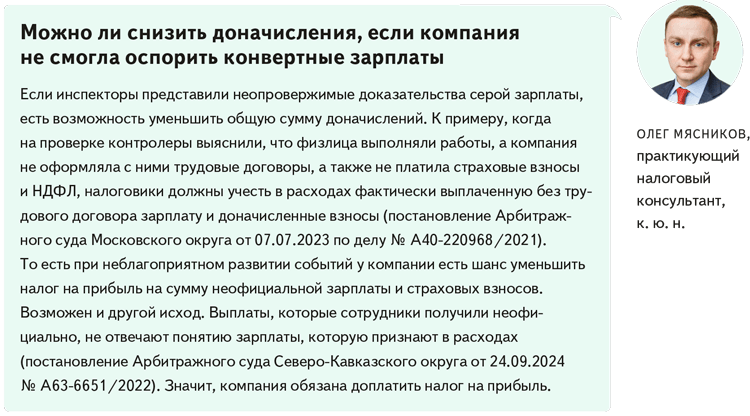 Можно ли снизить доначисления, если компания
не смогла оспорить конвертные зарплаты
Если инспекторы представили неопровержимые доказательства серой зарплаты,
есть возможность уменьшить общую сумму доначислений. К примеру, когда
на проверке контролеры выяснили, что физлица выполняли работы, а компания
не оформляла с ними трудовые договоры, а также не платила страховые взносы
и НДФЛ, налоговики должны учесть в расходах фактически выплаченную без тру-
дового договора зарплату и доначисленные взносы (постановление Арбитраж-
ного суда Московского округа от 07.07.2023 по делу № А40-220968/2021).
То есть при неблагоприятном развитии событий у компании есть шанс уменьшить
налог на прибыль на сумму неофициальной зарплаты и страховых взносов.
Возможен и другой исход. Выплаты, которые сотрудники получили неофи-
циально, не отвечают понятию зарплаты, которую признают в расходах
(постановление Арбитражного суда Северо-Кавказского округа от 24.09.2024
№ А63-6651/2022). Значит, компания обязана доплатить налог на прибыль.
ОЛЕГ МЯСНИКОВ,
практикующий
налоговый
консультант,
к. ю. н.